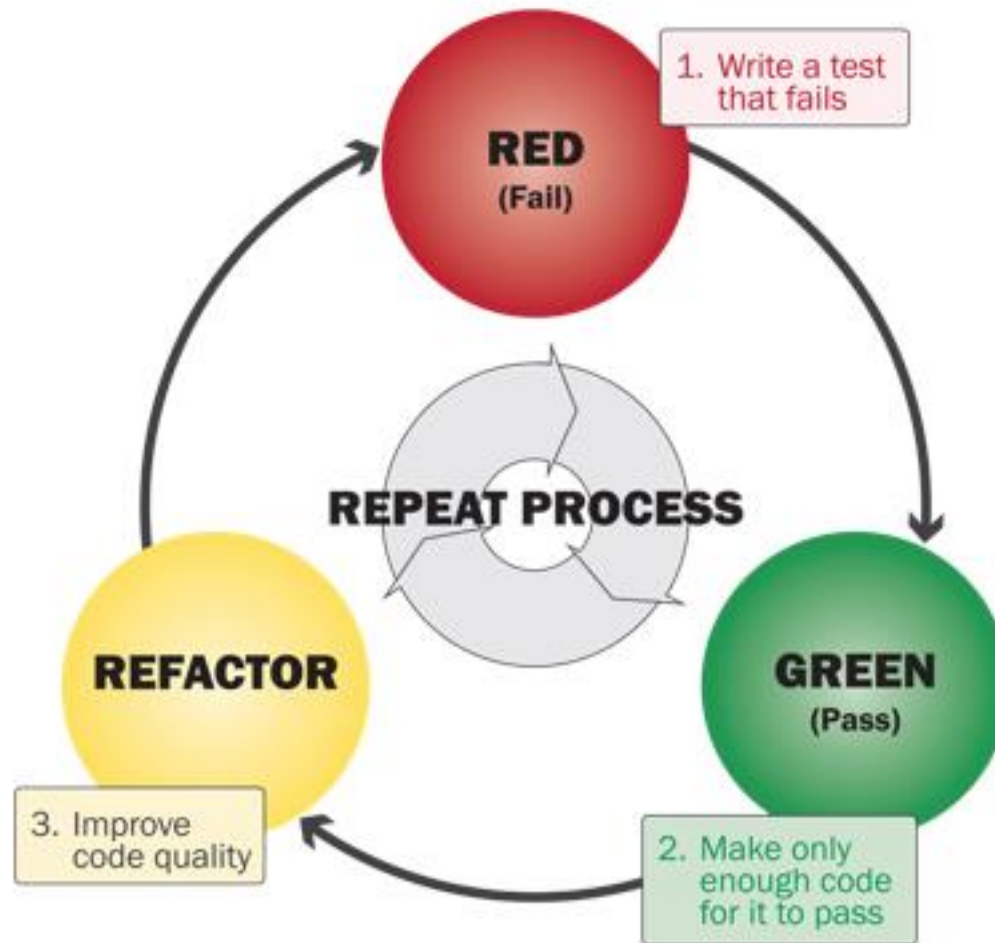 1. Write a test
that fails
RED
(Fail)
REPEAT PROCESS
REFACTOR
GREEN
(Pass)
3. Improve
code quality
2. Make only
enough code
for it to pass